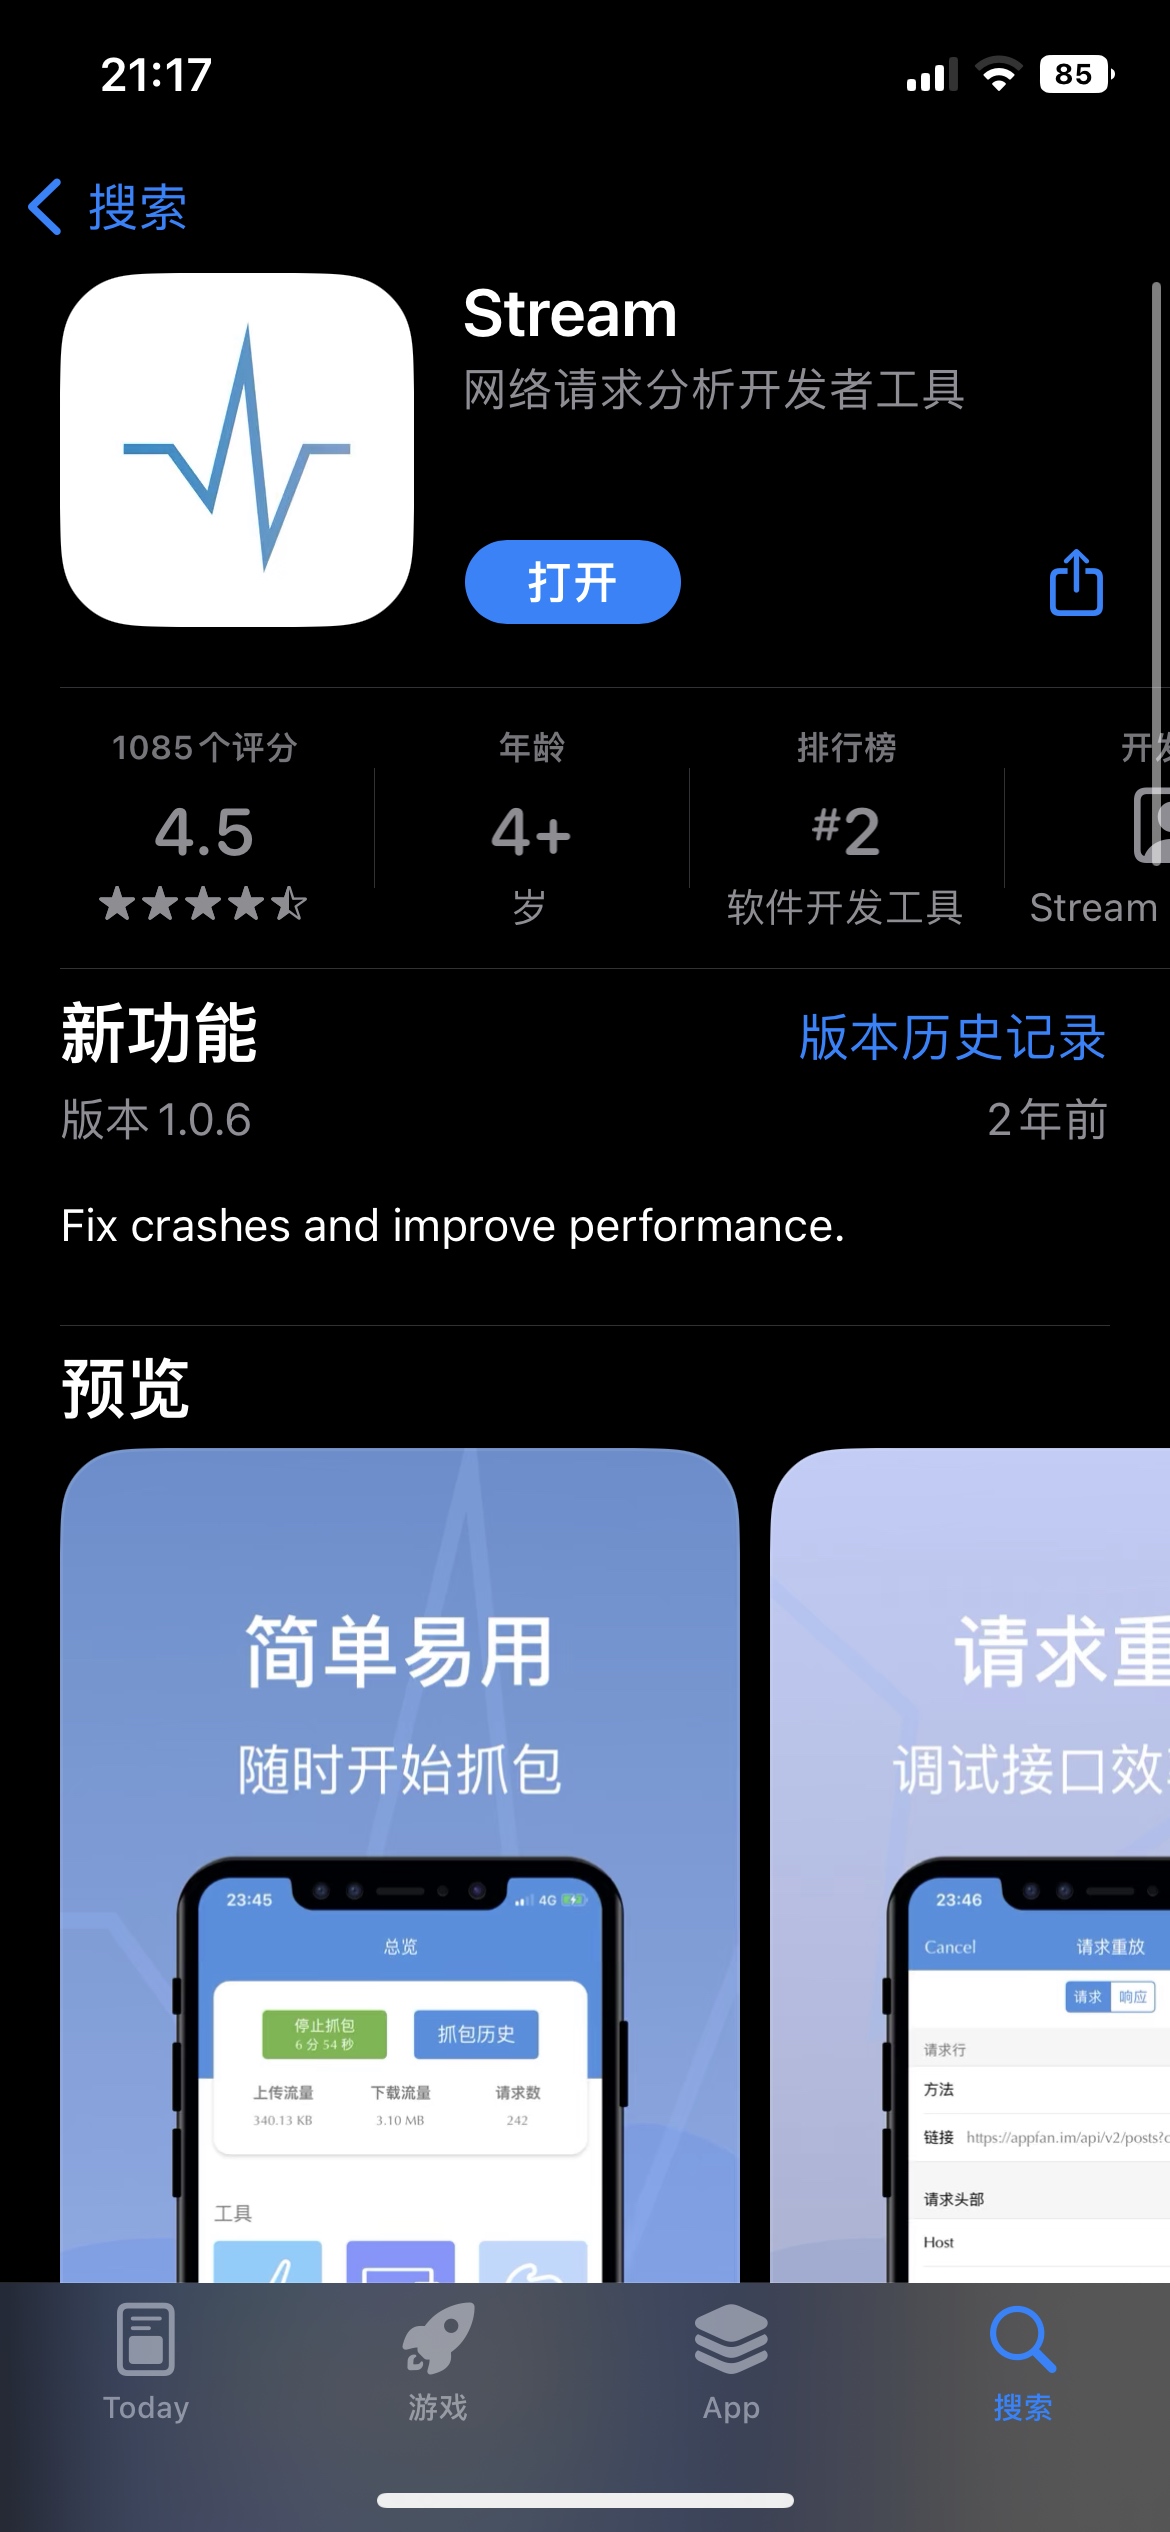 21:17
85
搜索
Stream
网络请求分析开发者工具
打开
1085个评分
年龄
排行榜
4.5
4+
#2
岁
软件开发工具
Stream
新功能
版本历史记录
版本 1.0.6
2年前
Fix crashes and improve performance.
预览
简单易用
随时开始抓包
23:45
4G
总览
停止抓包
6 分 54 秒
抓包历史
上传流量
下载流量
请求数
340.13 KB
3.10 MB
242
工具
请求重
调试接口效
23:46
Cancel
请求重放
请求
响应
请求行
方法
链接
https://appfan.im/api/v2/posts?c
请求头部
Host
Today
游戏
App
搜索